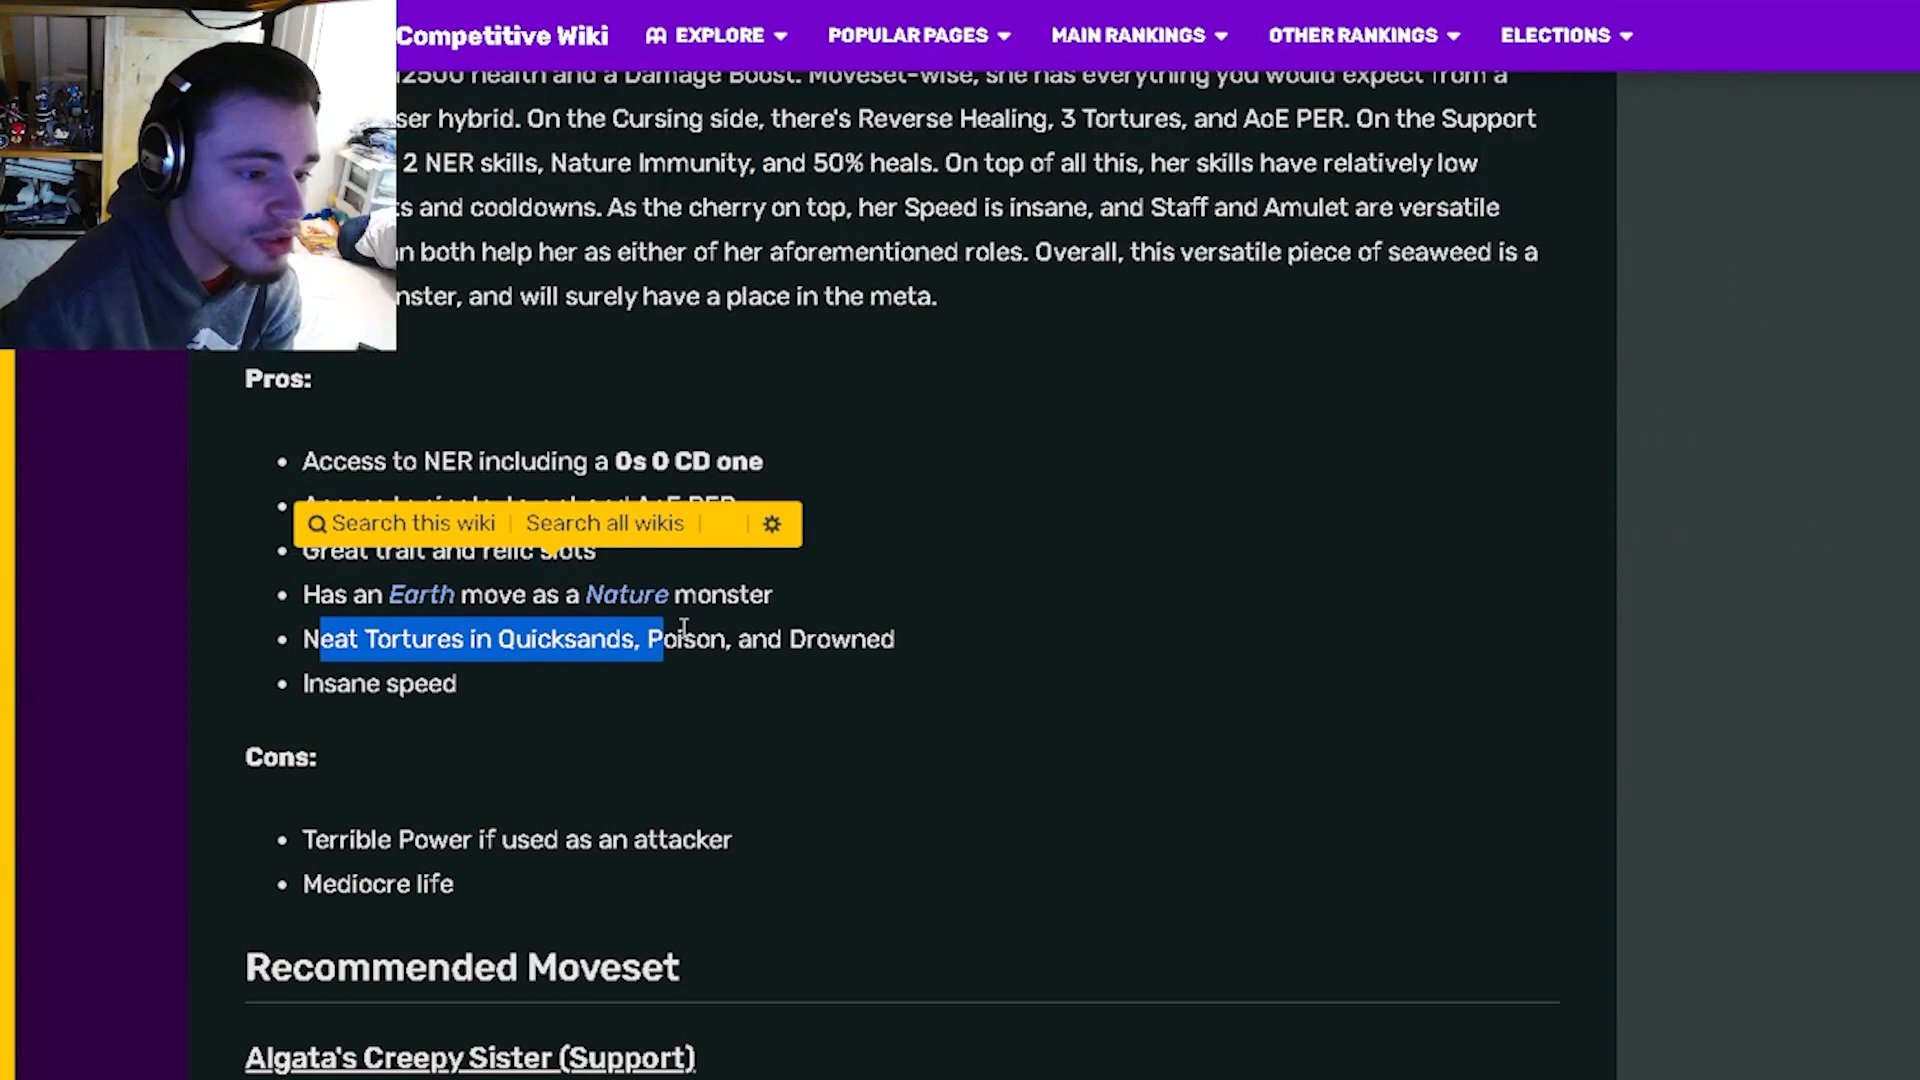 Competitive Wiki
EXPLORE
POPULAR PAGES
MAIN RANKINGS
OTHER RANKINGS
ELECTIONS
health and a Damage Boost. Moveset-wise, she has everything you would expect from a
ser hybrid. On the Cursing side, there's Reverse Healing, 3 Tortures, and AoE PER. On the Support
2 NER skills, Nature Immunity, and 50% heals. On top of all this, her skills have relatively low
ts and cooldowns. As the cherry on top, her Speed is insane, and Staff and Amulet are versatile
n both help her as either of her aforementioned roles. Overall, this versatile piece of seaweed is a
nster, and will surely have a place in the meta.
Pros:
Access to NER including a 0s 0 CD one
AoE PER
Search this wiki
Search all wikis
Great trait and relic slots
Has an Earth move as a Nature monster
Neat Tortures in Quicksands, Poison, and Drowned
Insane speed
Cons:
Terrible Power if used as an attacker
Mediocre life
Recommended Moveset
Algata's Creepy Sister (Support)